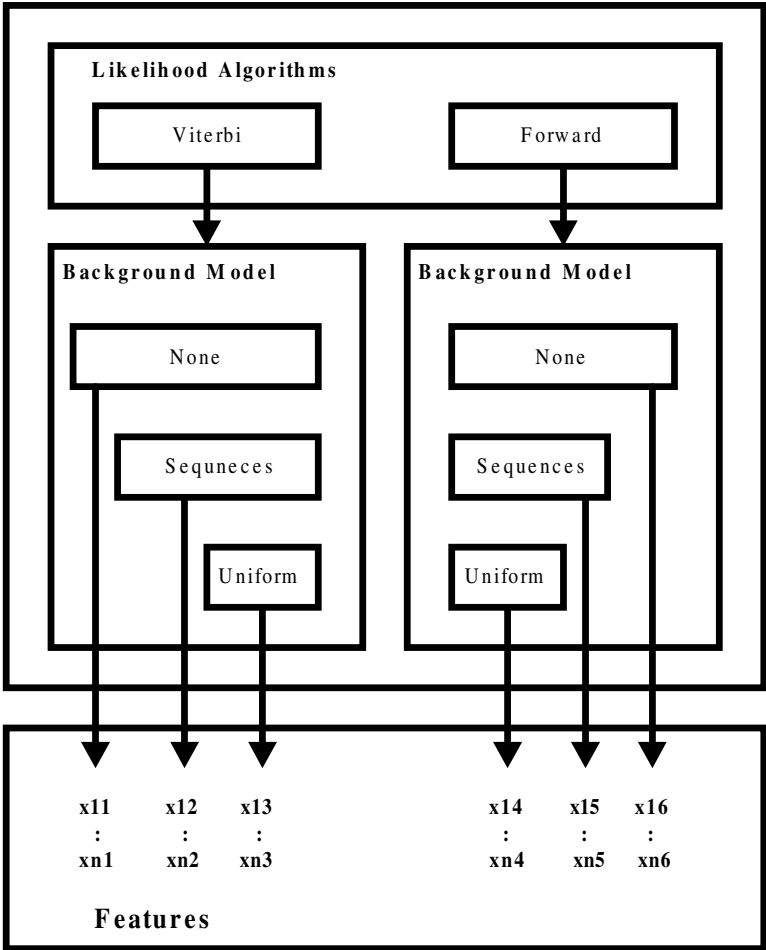 Likelihood Algorithms
Viterbi Forward
Background Model Background Model
None None
Sequneces Sequences
Uniform Uniform
x11 x12 x13 x14 x15 x16
: : : : : :
xn1 xn2 xn3 xn4 xn5 xn6
Features